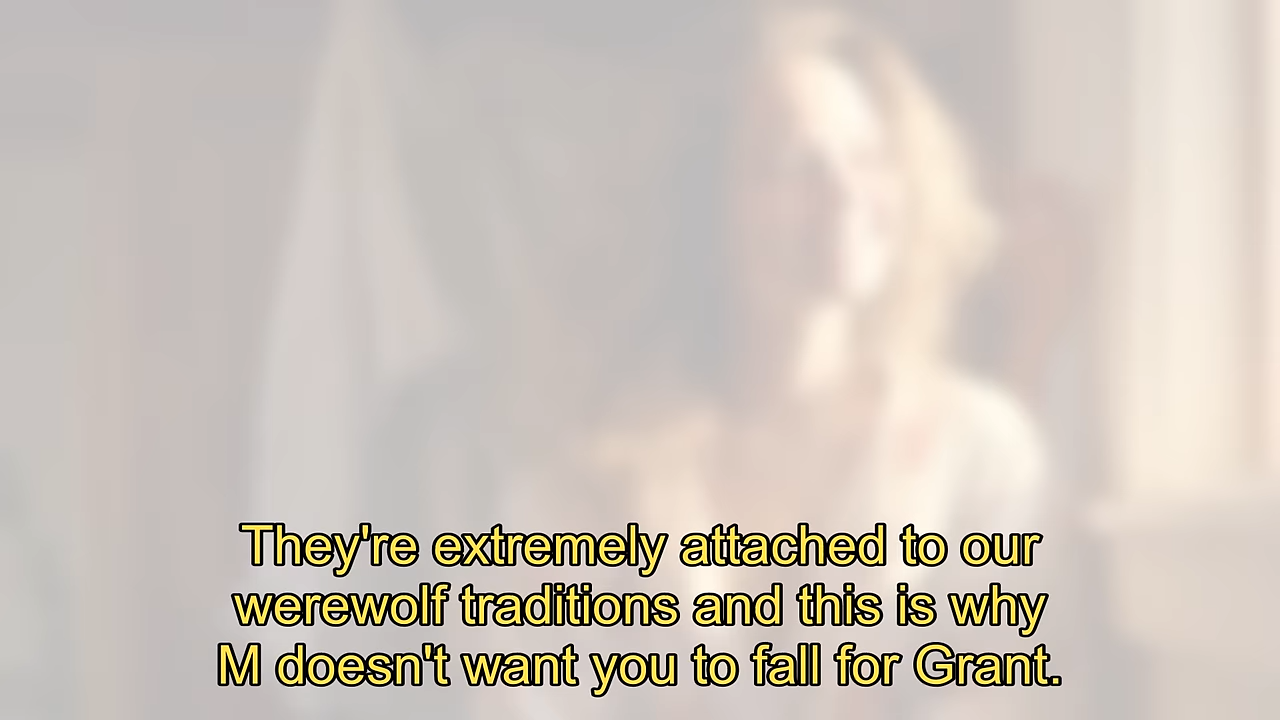 They're extremely attached to our
werewolf traditions and this is why
M doesn't want you to fall for Grant.